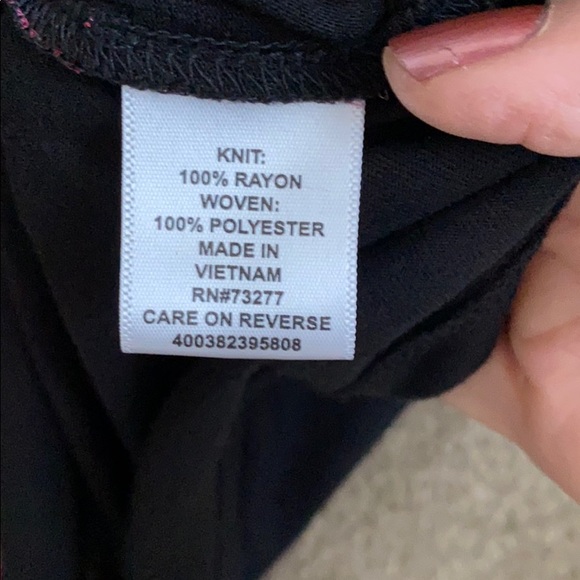 KNIT:
100% RAYON
WOVEN:
100% POLYESTER
MADE IN
VIETNAM
RN#73277
CARE ON REVERSE
400382395808